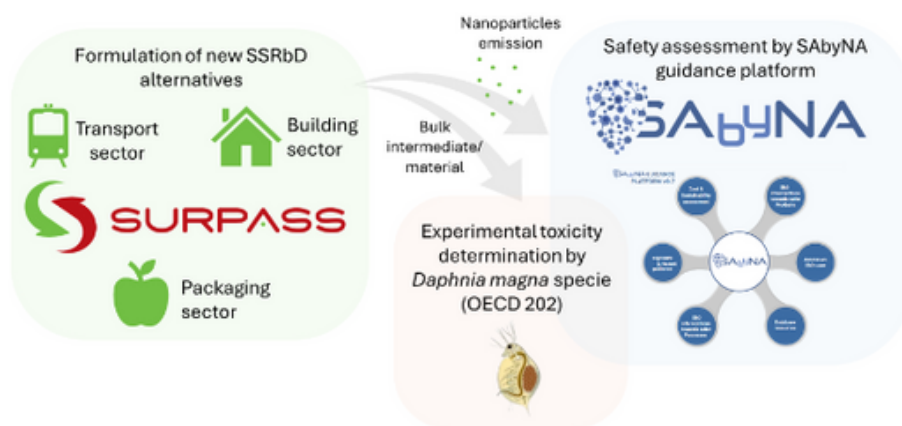 Formulation of new SSRbD
alternatives
Transport
sector
Building
sector
SURPASS
Packaging
sector
Nanoparticles
emission
Bulk
intermediate/
material
Experimental toxicity
determination by
Daphnia magna specie
(OECD 202)
Safety assessment by SAbyNA
guidance platform
SAbyNA
SAbyNA